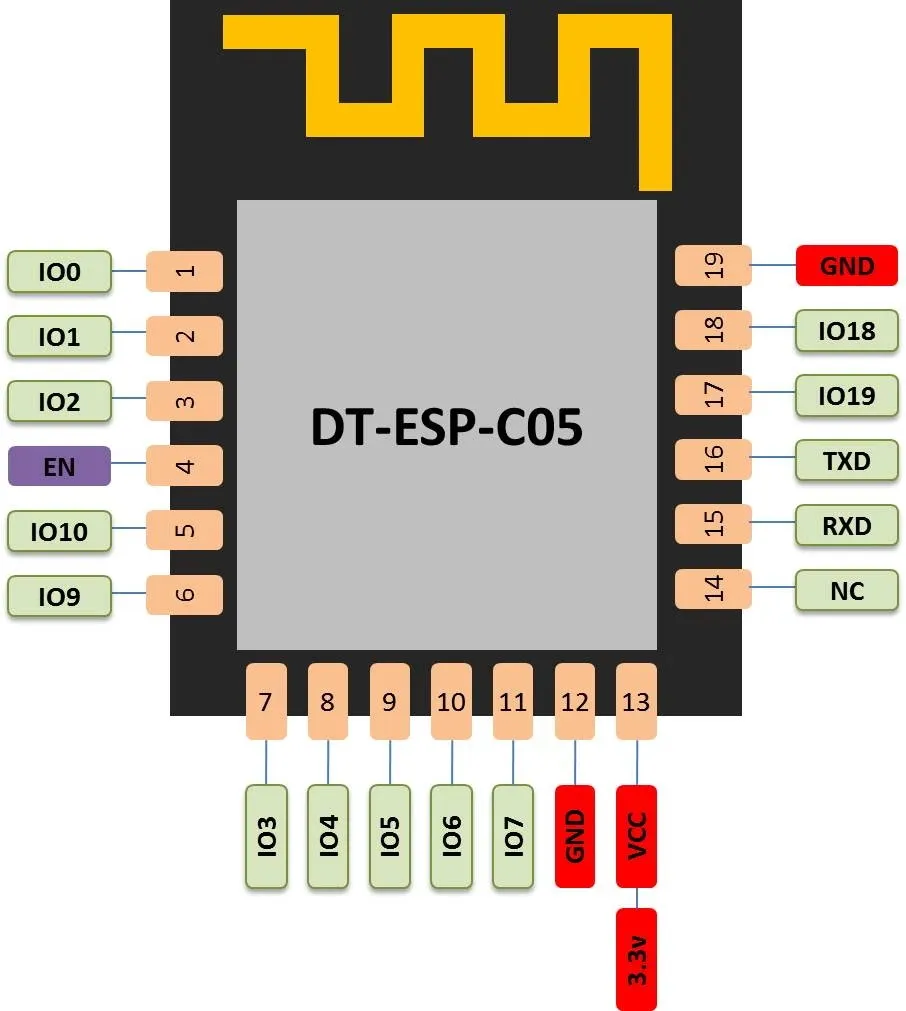 IO0 1
IO1 2
IO2 3
EN 4
IO10 5
IO9 6
DT-ESP-C05
19 GND
18 IO18
17 IO19
16 TXD
15 RXD
14 NC
7 8 9 10 11 12 13
IO3 IO4 IO5 IO6 IO7 GND VCC
3.3v